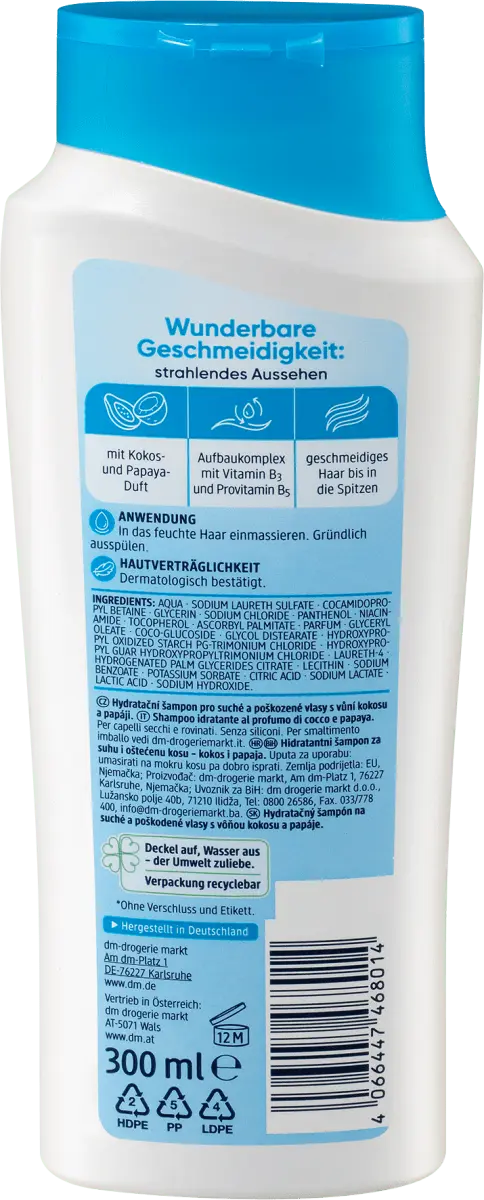 Wunderbare
Geschmeidigkeit:
strahlendes Aussehen
mit Kokos-
und Papaya-
Duft
Aufbaukomplex
mit Vitamin B3
und Provitamin B5
geschmeidiges
Haar bis in
die Spitzen
ANWENDUNG
In das feuchte Haar einmassieren. Gründlich
ausspülen.
HAUTVERTRÄGLICHKEIT
Dermatologisch bestätigt.
INGREDIENTS: AQUA · SODIUM LAURETH SULFATE · COCAMIDOPRO-
PYL BETAINE · GLYCERIN · SODIUM CHLORIDE · PANTHENOL · NIACIN-
AMIDE · TOCOPHEROL · ASCORBYL PALMITATE · PARFUM · GLYCERYL
OLEATE · COCO-GLUCOSIDE · GLYCOL DISTEARATE · HYDROXYPRO-
PYL OXIDIZED STARCH PG-TRIMONIUM CHLORIDE · HYDROXYPRO-
PYL GUAR HYDROXYPROPYLTRIMONIUM CHLORIDE · LAURETH-4 ·
HYDROGENATED PALM GLYCERIDES CITRATE · LECITHIN · SODIUM
BENZOATE · POTASSIUM SORBATE · CITRIC ACID · SODIUM LACTATE ·
LACTIC ACID · SODIUM HYDROXIDE.
CZ Hydratační šampon pro suché a poškozené vlasy s vůní kokosu
a papáji. IT Shampoo idratante al profumo di cocco e papaya.
Per capelli secchi e rovinati. Senza siliconi. Per smaltimento
imballo vedi dm-drogeriemarkt.it. HR BH Hidratantni šampon za
suhu i oštećenu kosu – kokos i papaja. Uputa za uporabu:
umasirati na mokru kosu pa dobro isprati. Zemlja podrijetla: EU,
Njemačka; Proizvođač: dm-drogerie markt, Am dm-Platz 1, 76227
Karlsruhe, Njemačka; Uvoznik za BiH: dm drogerie markt d.o.o.,
Lužansko polje 40b, 71210 Ilidža, Tel: 0800 26586, Fax. 033/778
400, info@dm-drogeriemarkt.ba. SK Hydratačný šampón na
suché a poškodené vlasy s vôňou kokosu a papáje.
Deckel auf, Wasser aus
– der Umwelt zuliebe.
Verpackung recyclebar
*Ohne Verschluss und Etikett.
Hergestellt in Deutschland
dm-drogerie markt
Am dm-Platz 1
DE-76227 Karlsruhe
www.dm.de
Vertrieb in Österreich:
dm drogerie markt
AT-5071 Wals
www.dm.at
12 M
300 ml e
2
HDPE
5
PP
4
LDPE
4 066447 468014